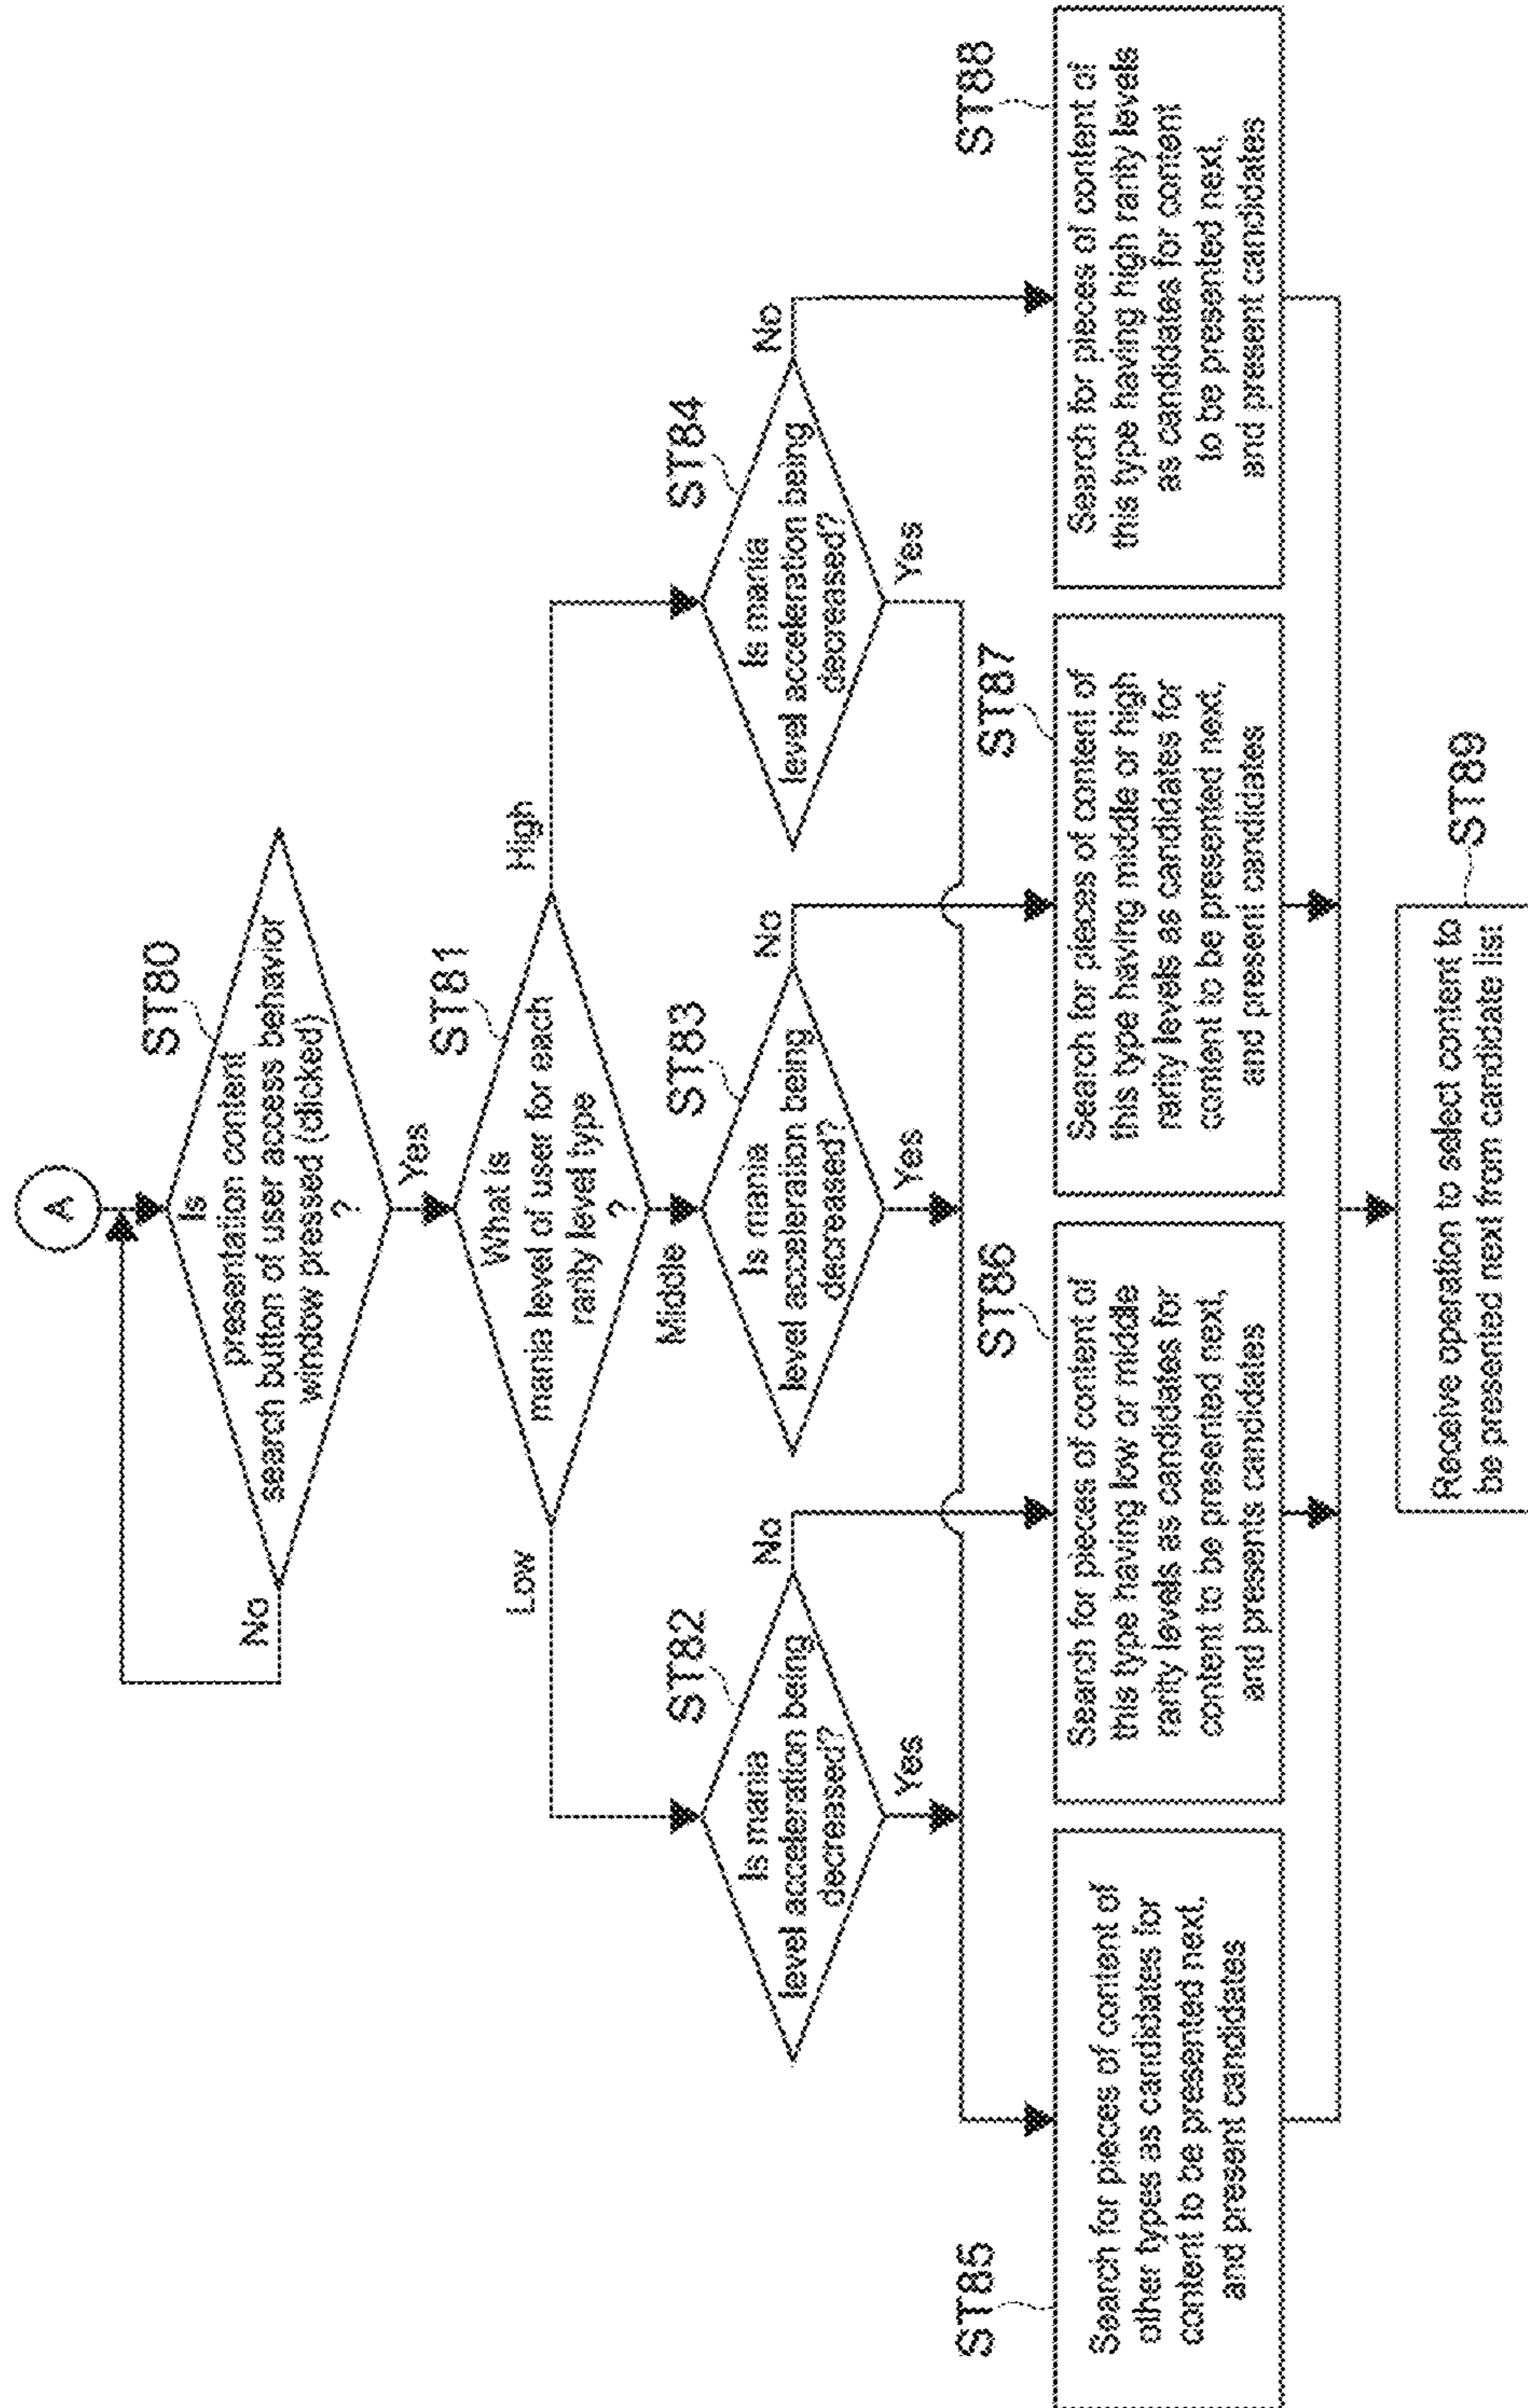 A
ST80
Is
presentation content
search button of user access behavior
window pressed (clicked)
?
No
Yes
ST81
What is
mania level of user for each
rarity level type
?
Low
Middle
High
ST82
Is mania
level acceleration being
decreased?
No
Yes
ST83
Is mania
level acceleration being
decreased?
No
Yes
ST84
Is mania
level acceleration being
decreased?
No
Yes
ST85
Search for pieces of content of
other types as candidates for
content to be presented next,
and present candidates
ST86
Search for pieces of content of
this type having low or middle
rarity levels as candidates for
content to be presented next,
and presents candidates
ST87
Search for pieces of content of
this type having middle or high
rarity levels as candidates for
content to be presented next,
and present candidates
ST88
Search for pieces of content of
this type having high rarity levels
as candidates for content
to be presented next,
and present candidates
ST89
Receive operation to select content to
be presented next from candidate list